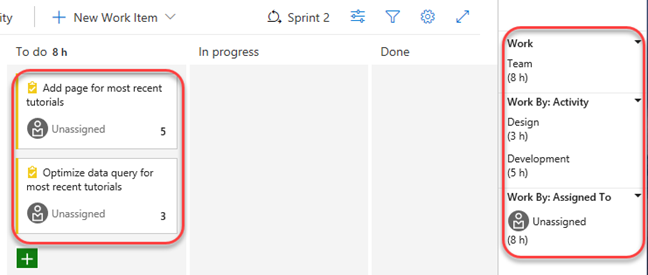 ity
New Work Item
Sprint 2
To do 8 h
In progress
Done
Add page for most recent
tutorials
Unassigned
5
Optimize data query for
most recent tutorials
Unassigned
3
Work
Team
(8 h)
Work By: Activity
Design
(3 h)
Development
(5 h)
Work By: Assigned To
Unassigned
(8 h)